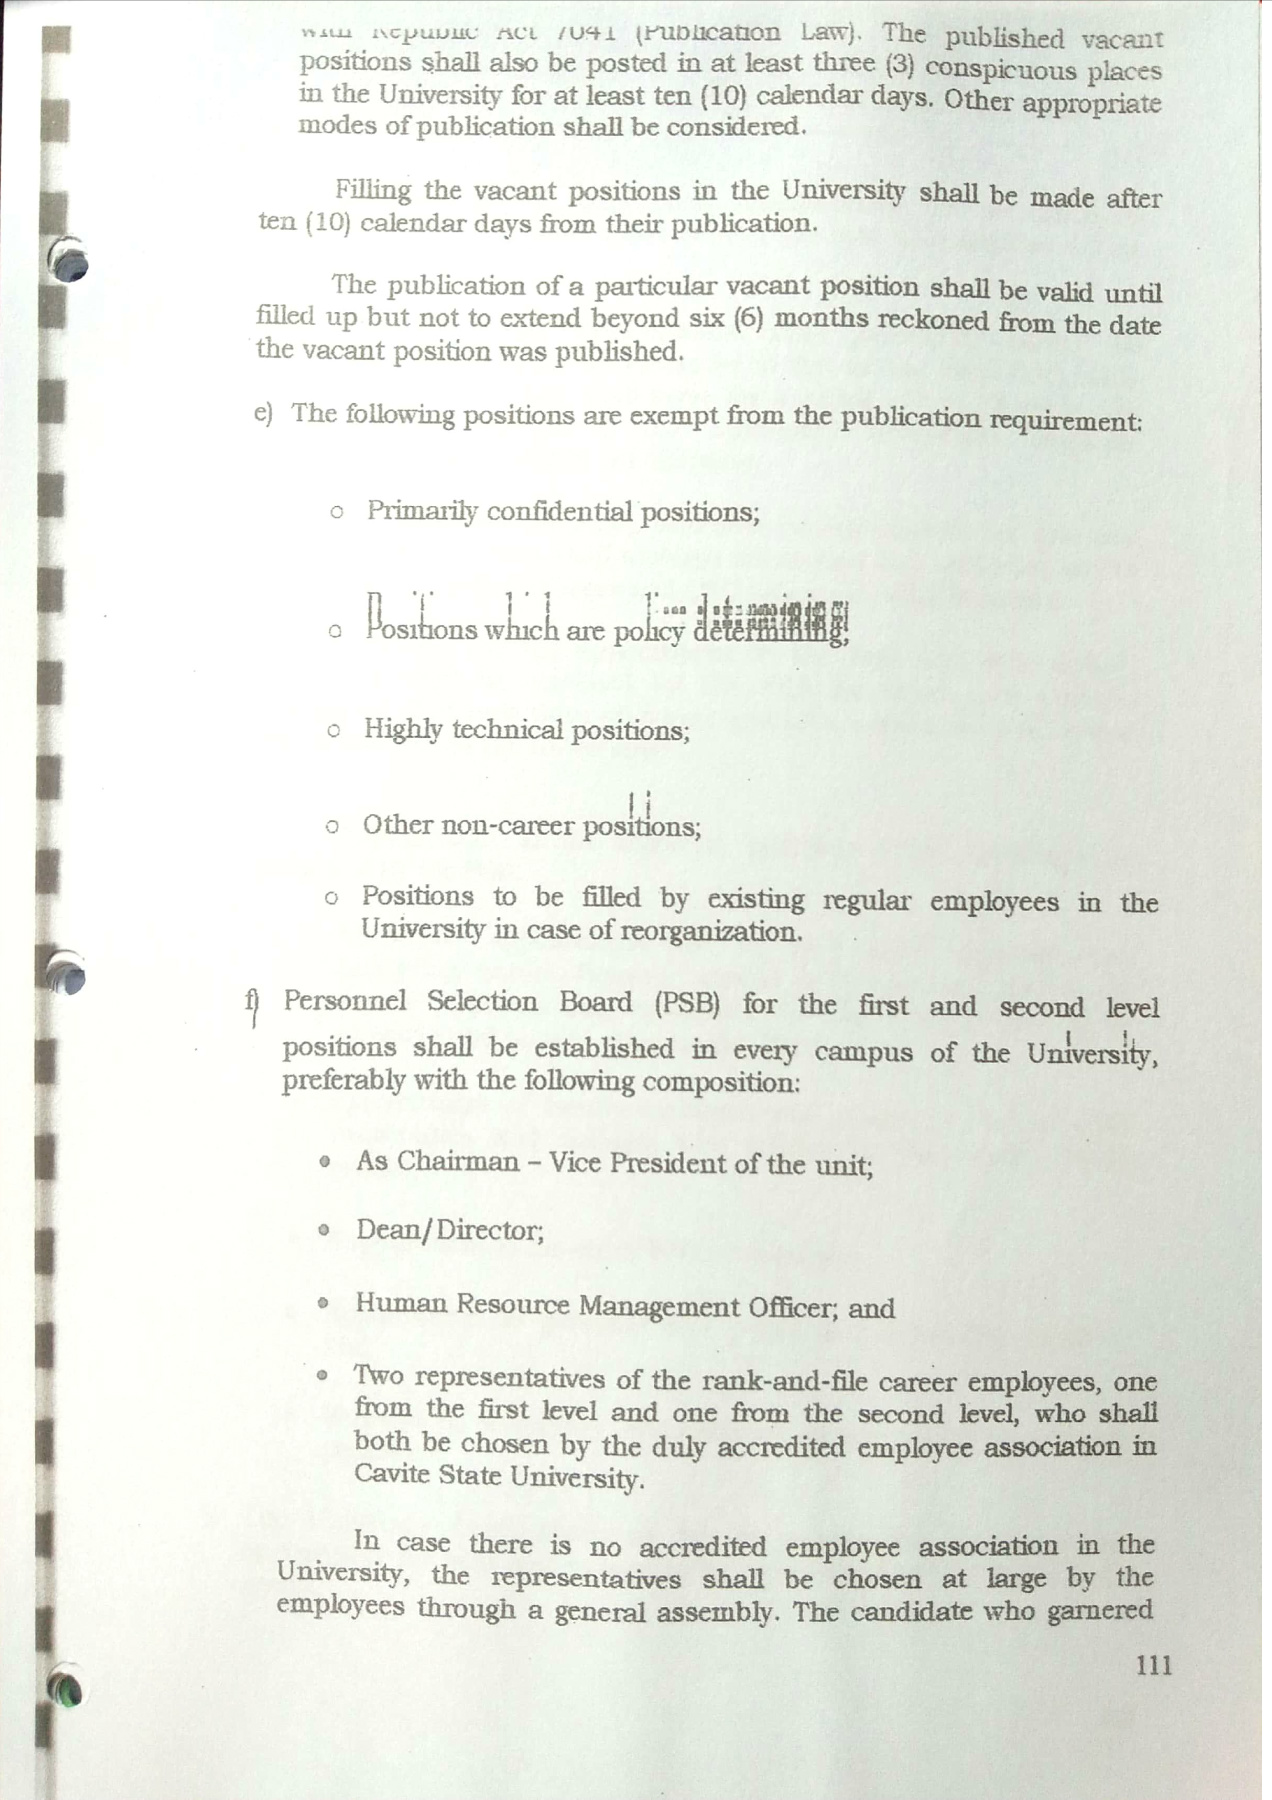 with Republic Act 7041 (Publication Law). The published vacant
positions shall also be posted in at least three (3) conspicuous places
in the University for at least ten (10) calendar days. Other appropriate
modes of publication shall be considered.
Filling the vacant positions in the University shall be made after
ten (10) calendar days from their publication.
The publication of a particular vacant position shall be valid until
filled up but not to extend beyond six (6) months reckoned from the date
the vacant position was published.
e) The following positions are exempt from the publication requirement:
o Primarily confidential positions;
o Positions which are policy determining;
o Highly technical positions;
o Other non-career positions;
o Positions to be filled by existing regular employees in the
University in case of reorganization.
f) Personnel Selection Board (PSB) for the first and second level
positions shall be established in every campus of the University,
preferably with the following composition:
• As Chairman – Vice President of the unit;
• Dean/Director;
• Human Resource Management Officer; and
• Two representatives of the rank-and-file career employees, one
from the first level and one from the second level, who shall
both be chosen by the duly accredited employee association in
Cavite State University.
In case there is no accredited employee association in the
University, the representatives shall be chosen at large by the
employees through a general assembly. The candidate who garnered
111